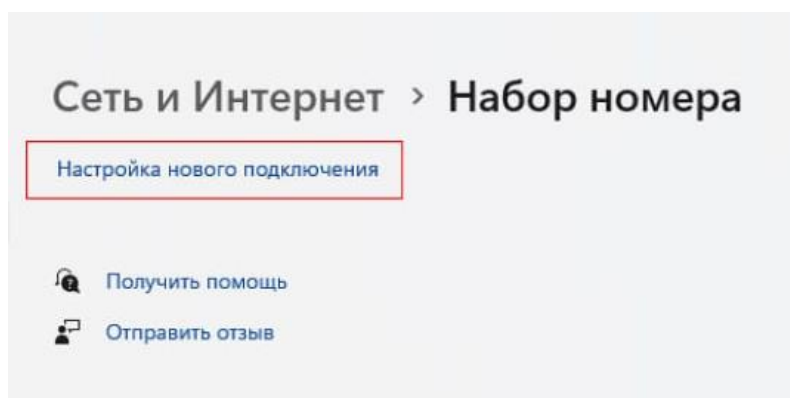 Сеть и Интернет > Набор номера
Настройка нового подключения
Получить помощь
Отправить отзыв